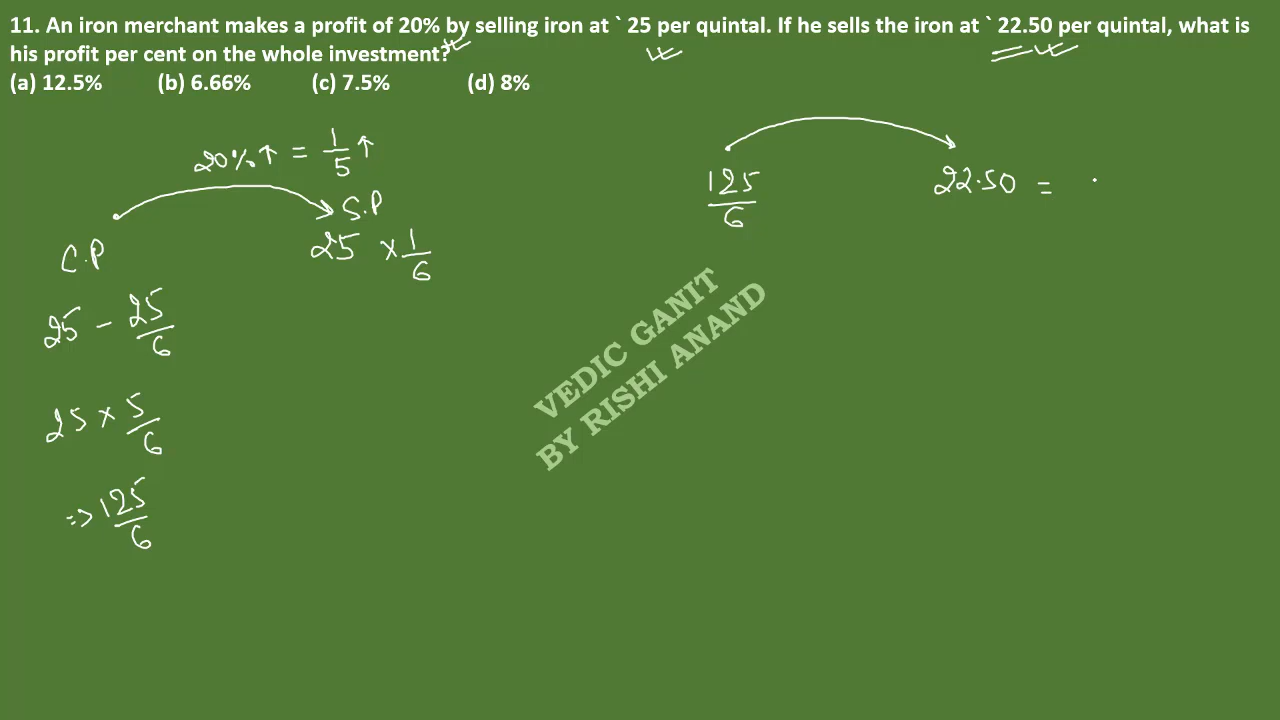 11. An iron merchant makes a profit of 20% by selling iron at ` 25 per quintal. If he sells the iron at ` 22.50 per quintal, what is
his profit per cent on the whole investment?
(a) 12.5% (b) 6.66% (c) 7.5% (d) 8%
20%↑ = 1/5↑
C.P
S.P
25 × 1/6
25 - 25/6
25 × 5/6
=> 125/6
125/6
22.50 =
VEDIC GANIT
BY RISHI ANAND